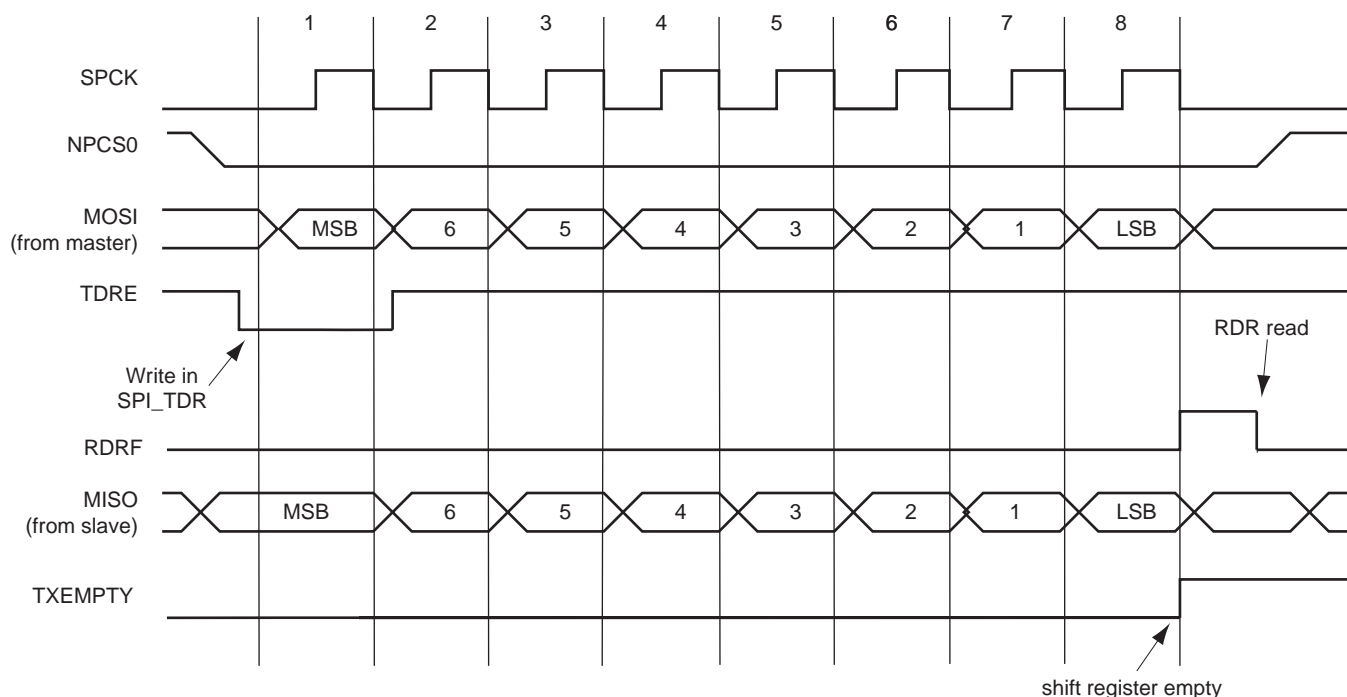 1 2 3 4 5 6 7 8
SPCK
NPCS0
MOSI
(from master)
MSB 6 5 4 3 2 1 LSB
TDRE
RDR read
Write in
SPI_TDR
RDRF
MISO
(from slave)
MSB 6 5 4 3 2 1 LSB
TXEMPTY
shift register empty